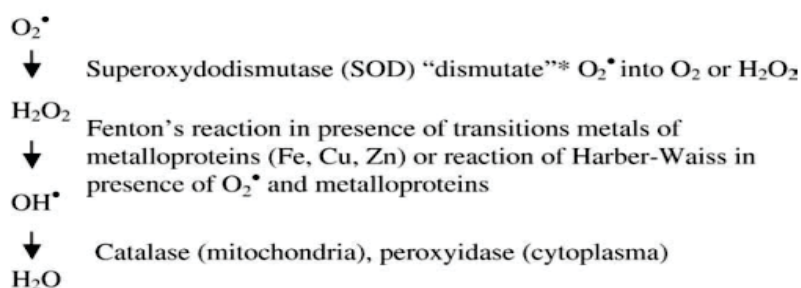 O₂•
Superoxydodismutase (SOD) “dismutate”* O₂• into O₂ or H₂O₂
H₂O₂
Fenton’s reaction in presence of transitions metals of
metalloproteins (Fe, Cu, Zn) or reaction of Harber-Waiss in
presence of O₂• and metalloproteins
OH•
Catalase (mitochondria), peroxyidase (cytoplasma)
H₂O